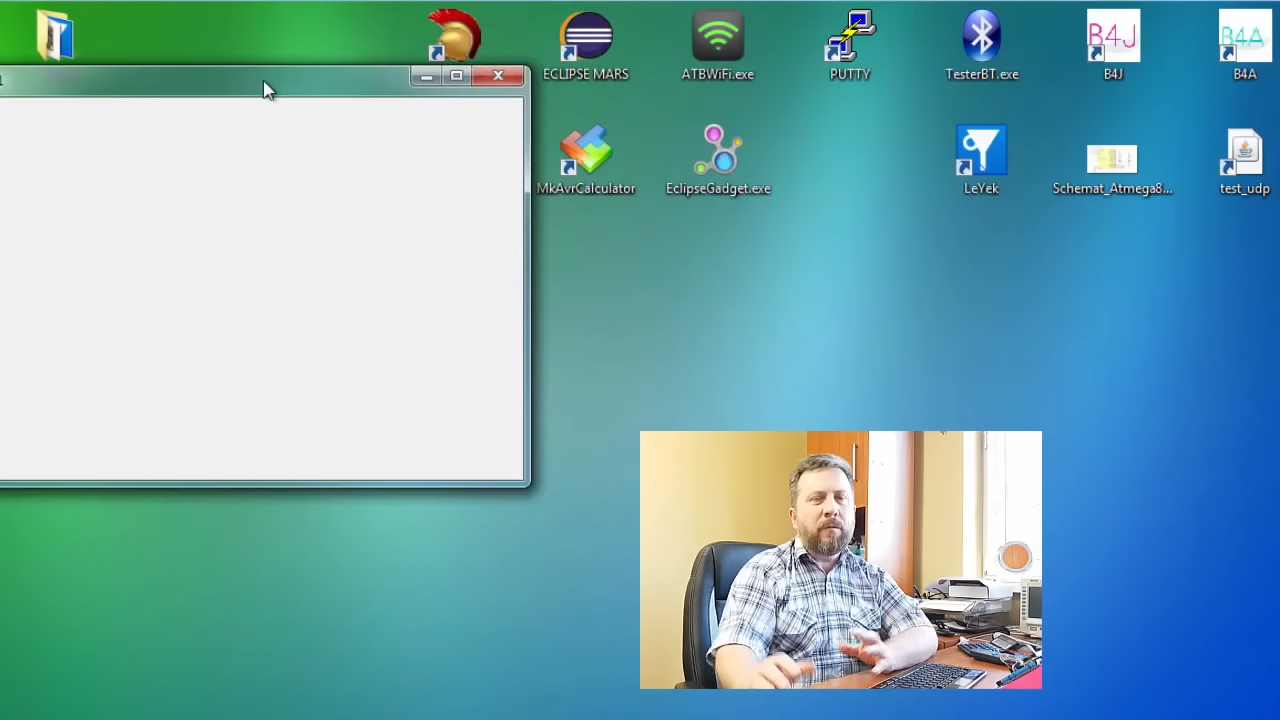 B4J
B4A
ECLIPSE MARS
ATBWiFi.exe
PUTTY
TesterBT.exe
B4J
B4A
MkAvrCalculator
EclipseGadget.exe
LeYek
Schemat_Atmega8...
test_udp